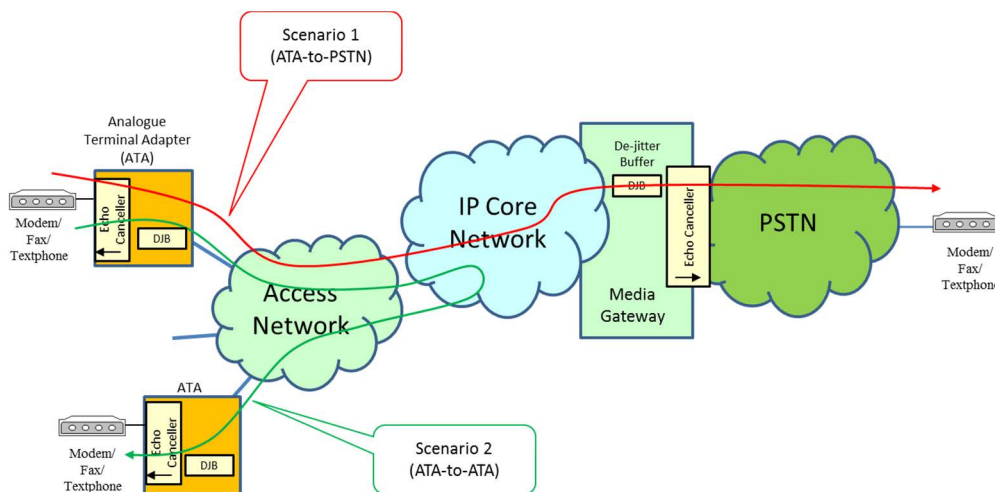 Scenario 1
(ATA-to-PSTN)
Analogue
Terminal Adapter
(ATA)
Echo
Canceller
DJB
Modem/
Fax/
Textphone
De-jitter
Buffer
DJB
Echo Canceller
IP Core
Network
PSTN
Modem/
Fax/
Textphone
Access
Network
Media
Gateway
ATA
Echo
Canceller
DJB
Modem/
Fax/
Textphone
Scenario 2
(ATA-to-ATA)